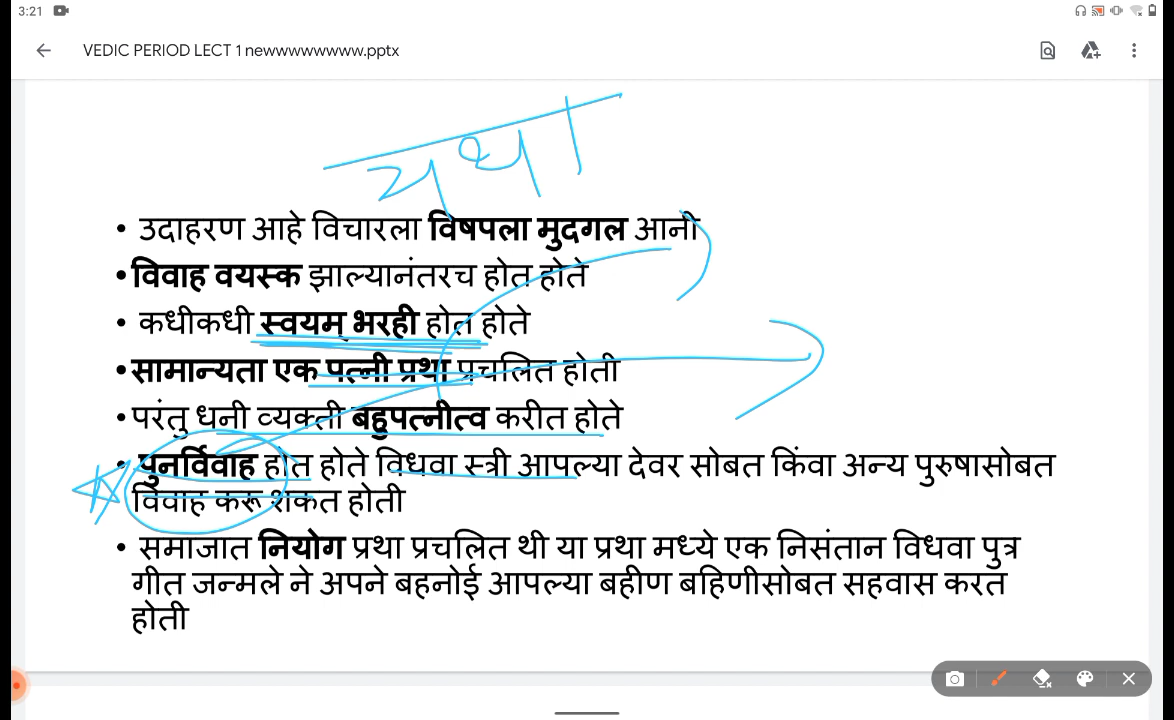 3:21
VEDIC PERIOD LECT 1 newwwwwwwww.pptx
यथा
• उदाहरण आहे विचारला विषपला मुदगल आनी
• विवाह वयस्क झाल्यानंतरच होत होते
• कधीकधी स्वयम् भरही होत होते
• सामान्यता एक पत्नी प्रथा प्रचलित होती
• परंतु धनी व्यक्ती बहुपत्नीत्व करीत होते
• पुनर्विवाह होत होते विधवा स्त्री आपल्या देवर सोबत किंवा अन्य पुरुषासोबत
विवाह करू शकत होती
• समाजात नियोग प्रथा प्रचलित थी या प्रथा मध्ये एक निसंतान विधवा पुत्र
गीत जन्मले ने अपने बहनोई आपल्या बहीण बहिणीसोबत सहवास करत
होती